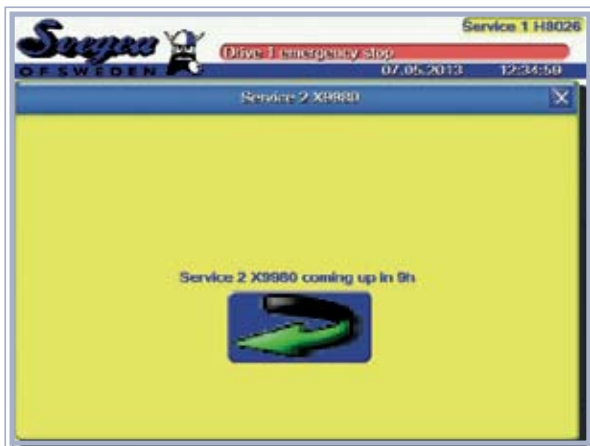 Service 1 H8026
Svegea
OF SWEDEN
Drive 1 emergency stop
07.05.2013 12:34:59
Service 2 X9980
Service 2 X9980 coming up in 9h